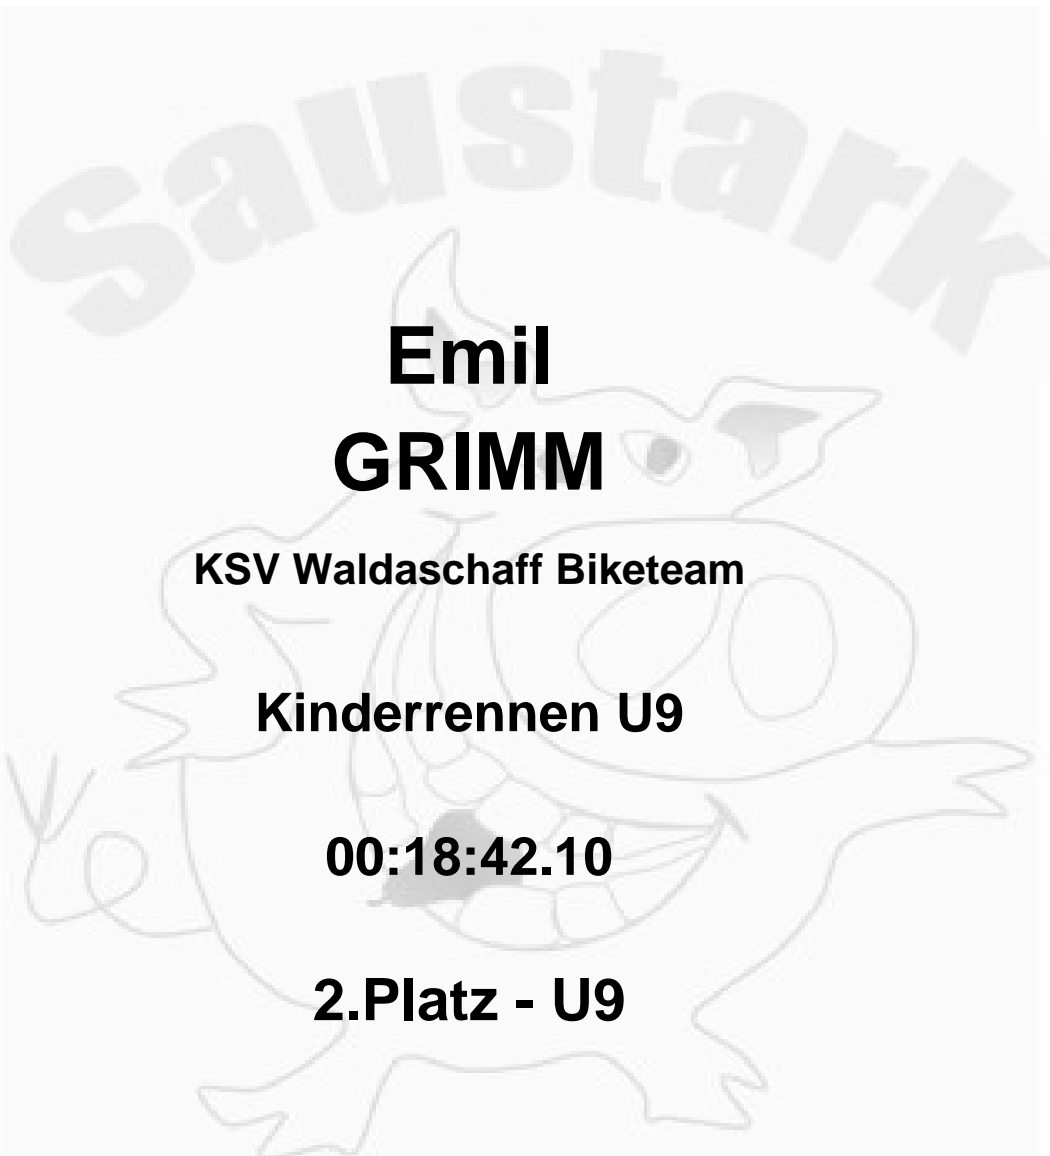 Saustark
Emil
GRIMM
KSV Waldaschaff Biketeam
Kinderrennen U9
00:18:42.10
2.Platz - U9